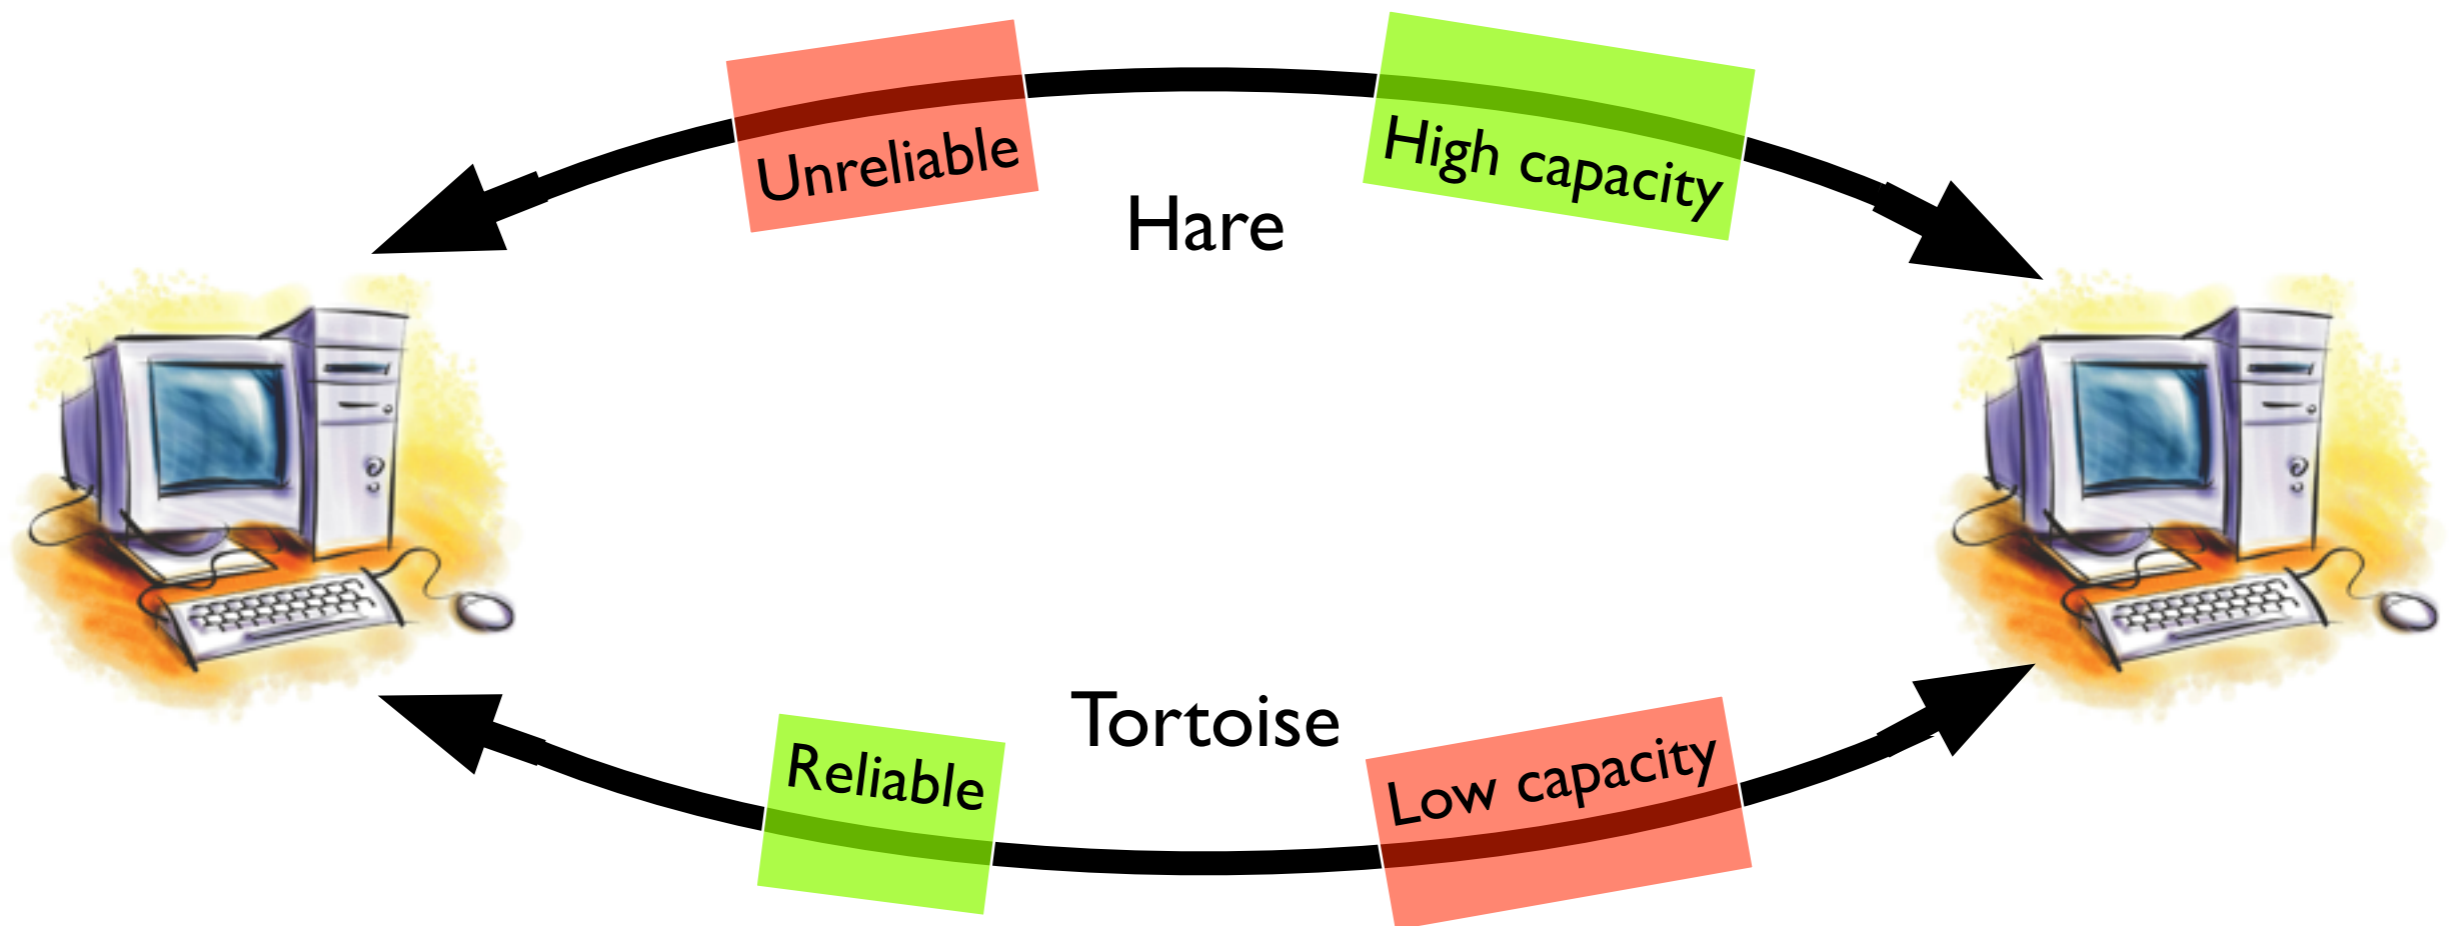 Unreliable
High capacity
Hare
Tortoise
Reliable
Low capacity